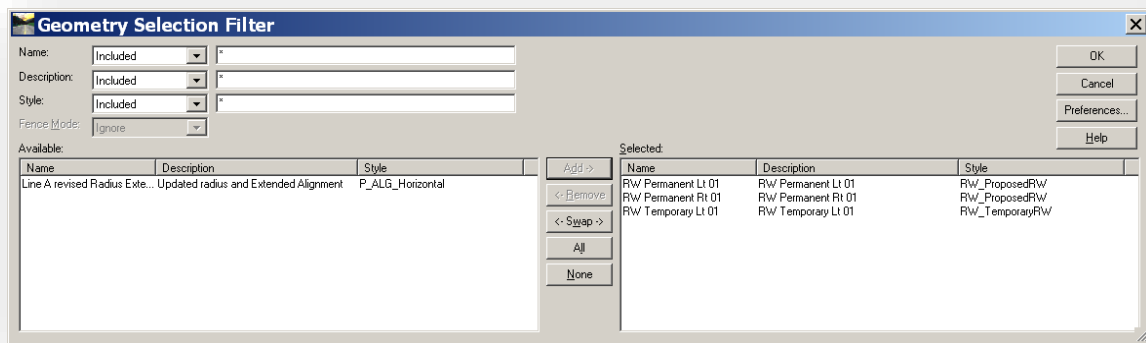 Geometry Selection Filter
Name: Included *
Description: Included *
Style: Included *
Fence Mode: Ignore
OK
Cancel
Preferences...
Help
Available:
Name Description Style
Line A revised Radius Exte... Updated radius and Extended Alignment P_ALG_Horizontal
Add ->
<- Remove
<- Swap ->
All
None
Selected:
Name Description Style
RW Permanent Lt 01 RW Permanent Lt 01 RW_ProposedRW
RW Permanent Rt 01 RW Permanent Rt 01 RW_ProposedRW
RW Temporary Lt 01 RW Temporary Lt 01 RW_TemporaryRW